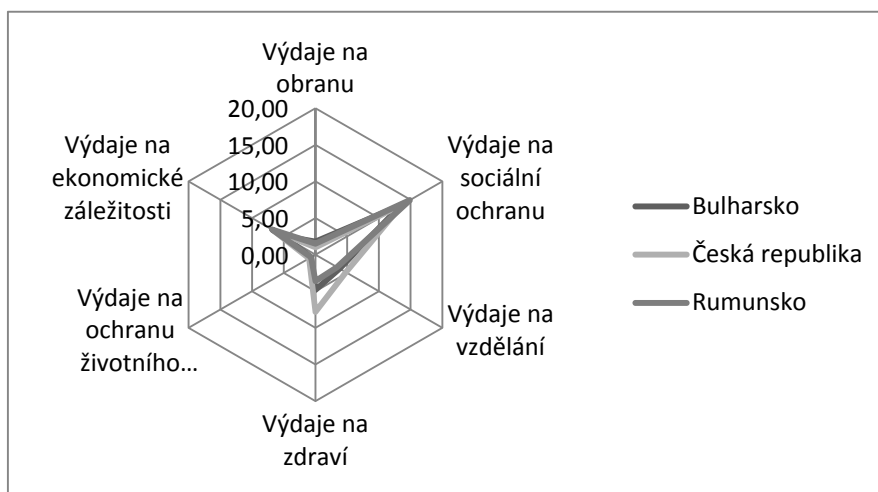 Výdaje na
obranu
20,00
15,00
10,00
5,00
0,00
Výdaje na
sociální
ochranu
Výdaje na
vzdělání
Výdaje na
zdraví
Výdaje na
ochranu
životního...
Výdaje na
ekonomické
záležitosti
Bulharsko
Česká republika
Rumunsko